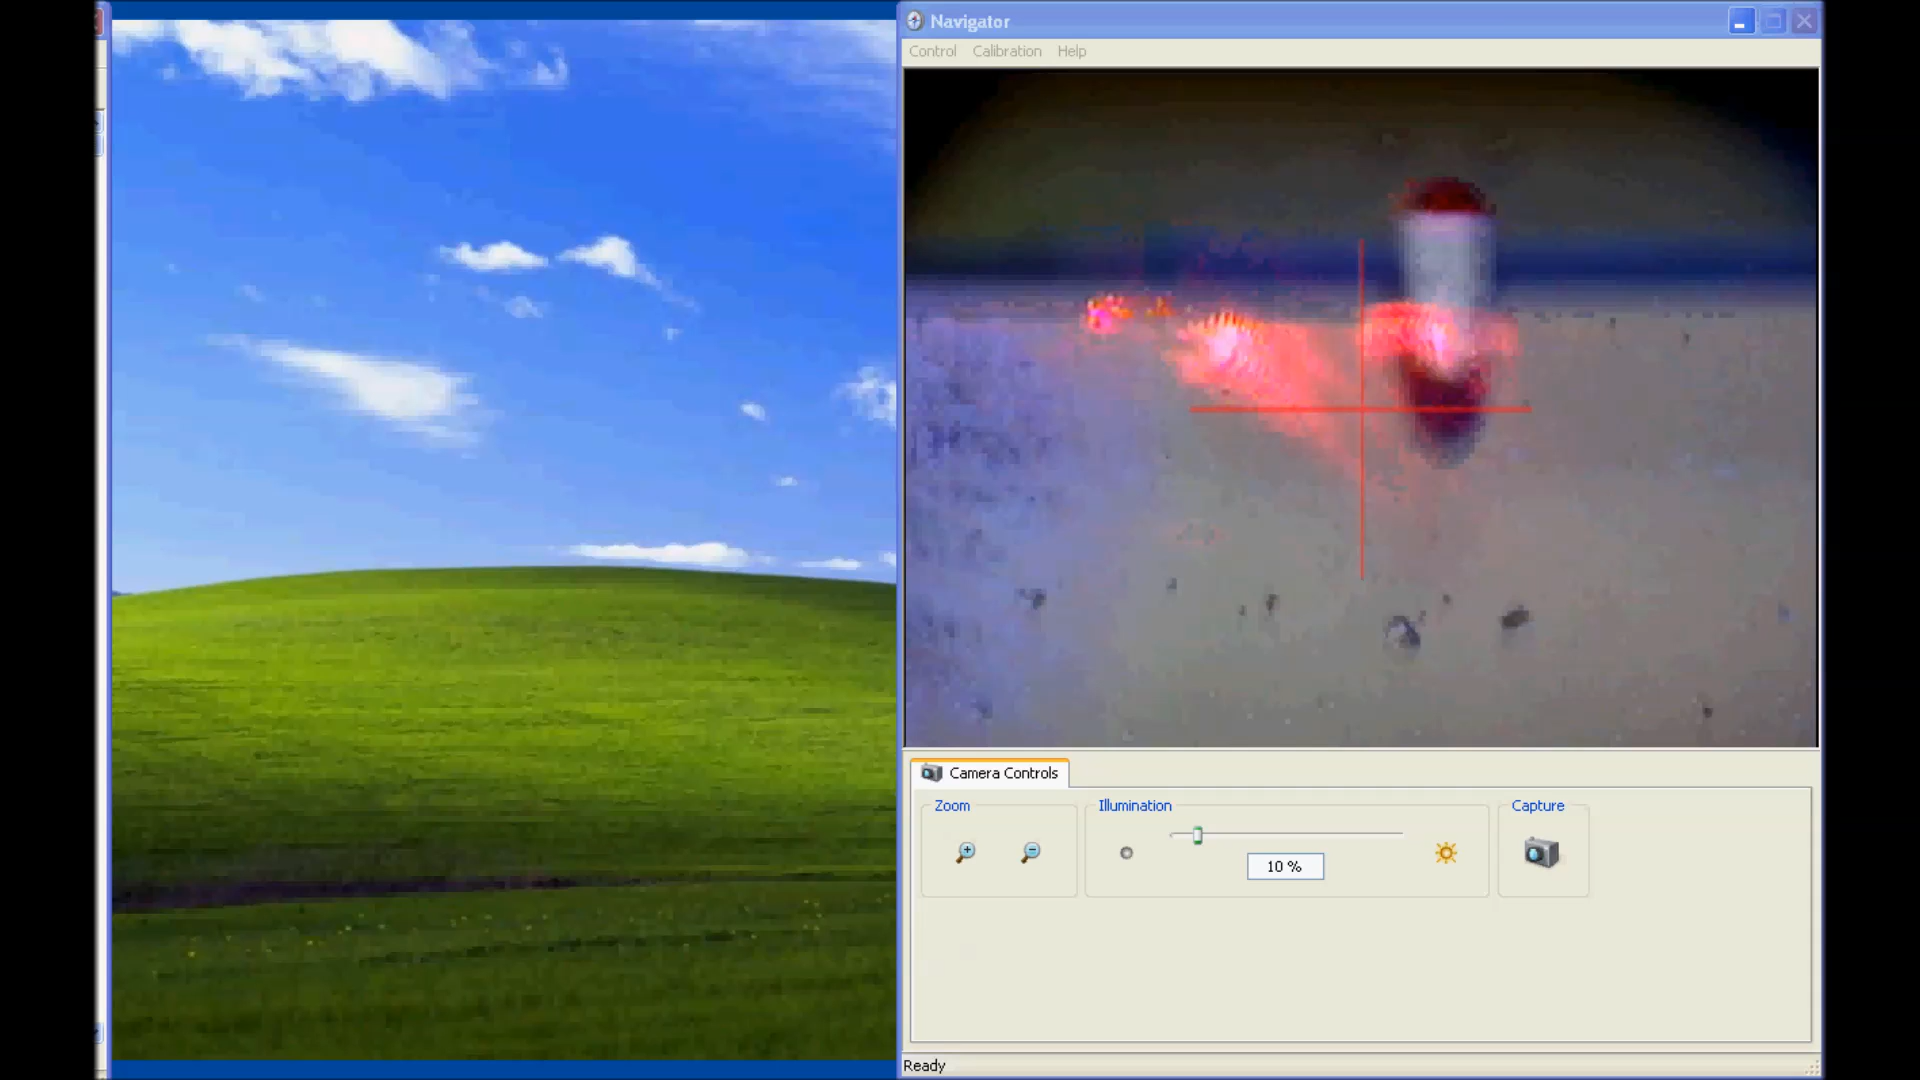 Navigator
Control Calibration Help
Camera Controls
Zoom Illumination Capture
10 %
Ready